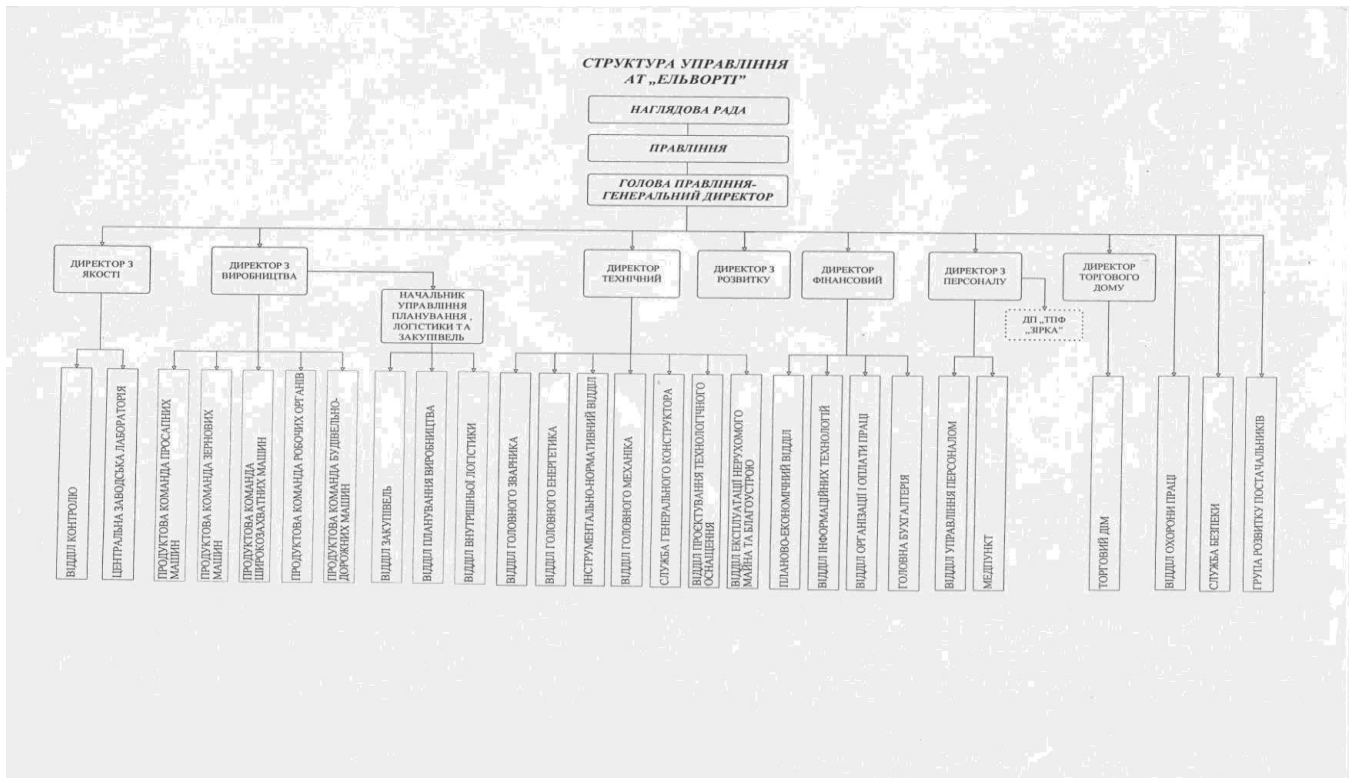 СТРУКТУРА УПРАВЛІННЯ
АТ „ЕЛЬВОРТІ”
НАГЛЯДОВА РАДА
ПРАВЛІННЯ
ГОЛОВА ПРАВЛІННЯ-
ГЕНЕРАЛЬНИЙ ДИРЕКТОР
ДИРЕКТОР З
ЯКОСТІ
ДИРЕКТОР З
ВИРОБНИЦТВА
ДИРЕКТОР
ТЕХНІЧНИЙ
ДИРЕКТОР З
РОЗВИТКУ
ДИРЕКТОР
ФІНАНСОВИЙ
ДИРЕКТОР З
ПЕРСОНАЛУ
ДИРЕКТОР
ТОРГОВОГО
ДОМУ
НАЧАЛЬНИК
УПРАВЛІННЯ
ПЛАНУВАННЯ ,
ЛОГІСТИКИ ТА
ЗАКУПІВЕЛЬ
ДП „ТПФ
„ЗІРКА”
ВІДДІЛ КОНТРОЛЮ
ЦЕНТРАЛЬНА ЗАВОДСЬКА ЛАБОРАТОРІЯ
ПРОДУКТОВА КОМАНДА ПРОСАПНИХ
МАШИН
ПРОДУКТОВА КОМАНДА ЗЕРНОВИХ
МАШИН
ПРОДУКТОВА КОМАНДА
ШИРОКОЗАХВАТНИХ МАШИН
ПРОДУКТОВА КОМАНДА РОБОЧИХ ОРГАНІВ
ПРОДУКТОВА КОМАНДА БУДІВЕЛЬНО-
ДОРОЖНИХ МАШИН
ВІДДІЛ ЗАКУПІВЕЛЬ
ВІДДІЛ ПЛАНУВАННЯ ВИРОБНИЦТВА
ВІДДІЛ ВНУТРІШНЬОЇ ЛОГІСТИКИ
ВІДДІЛ ГОЛОВНОГО ЗВАРНИКА
ВІДДІЛ ГОЛОВНОГО ЕНЕРГЕТИКА
ІНСТРУМЕНТАЛЬНО-НОРМАТИВНИЙ ВІДДІЛ
ВІДДІЛ ГОЛОВНОГО МЕХАНІКА
СЛУЖБА ГЕНЕРАЛЬНОГО КОНСТРУКТОРА
ВІДДІЛ ПРОЄКТУВАННЯ ТЕХНОЛОГІЧНОГО
ОСНАЩЕННЯ
ВІДДІЛ ЕКСПЛУАТАЦІЇ НЕРУХОМОГО
МАЙНА ТА БЛАГОУСТРОЮ
ПЛАНОВО-ЕКОНОМІЧНИЙ ВІДДІЛ
ВІДДІЛ ІНФОРМАЦІЙНИХ ТЕХНОЛОГІЙ
ВІДДІЛ ОРГАНІЗАЦІЇ І ОПЛАТИ ПРАЦІ
ГОЛОВНА БУХГАЛТЕРІЯ
ВІДДІЛ УПРАВЛІННЯ ПЕРСОНАЛОМ
МЕДПУНКТ
ТОРГОВИЙ ДІМ
ВІДДІЛ ОХОРОНИ ПРАЦІ
СЛУЖБА БЕЗПЕКИ
ГРУПА РОЗВИТКУ ПОСТАЧАЛЬНИКІВ